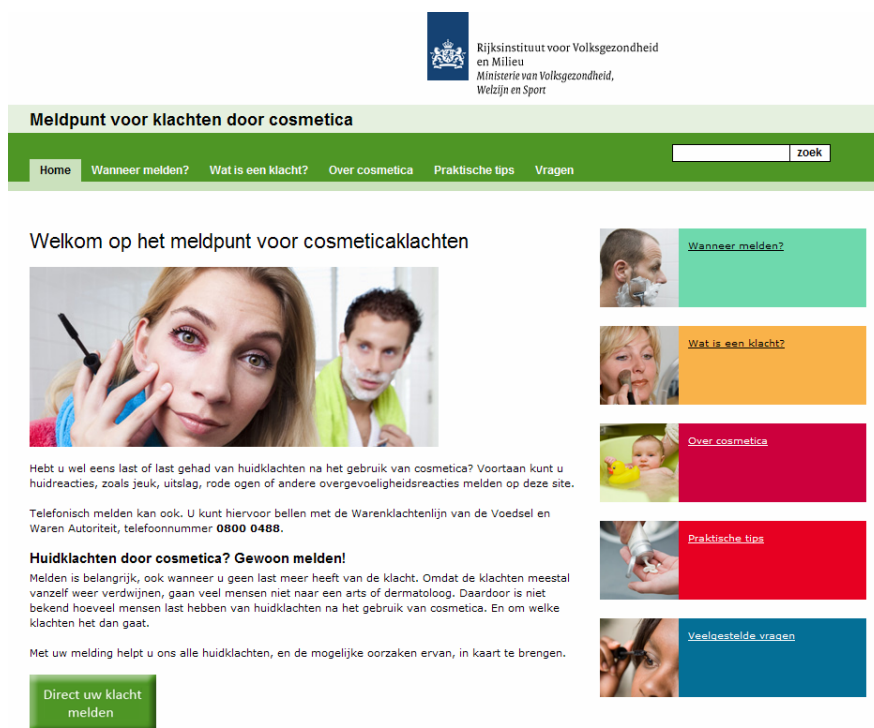 Rijksinstituut voor Volksgezondheid
en Milieu
Ministerie van Volksgezondheid,
Welzijn en Sport
Meldpunt voor klachten door cosmetica
zoek
Home Wanneer melden? Wat is een klacht? Over cosmetica Praktische tips Vragen
Welkom op het meldpunt voor cosmeticaklachten
Hebt u wel eens last of last gehad van huidklachten na het gebruik van cosmetica? Voortaan kunt u
huidreacties, zoals jeuk, uitslag, rode ogen of andere overgevoeligheidsreacties melden op deze site.
Telefonisch melden kan ook. U kunt hiervoor bellen met de Warenklachtenlijn van de Voedsel en
Waren Autoriteit, telefoonnummer 0800 0488.
Huidklachten door cosmetica? Gewoon melden!
Melden is belangrijk, ook wanneer u geen last meer heeft van de klacht. Omdat de klachten meestal
vanzelf weer verdwijnen, gaan veel mensen niet naar een arts of dermatoloog. Daardoor is niet
bekend hoeveel mensen last hebben van huidklachten na het gebruik van cosmetica. En om welke
klachten het dan gaat.
Met uw melding helpt u ons alle huidklachten, en de mogelijke oorzaken ervan, in kaart te brengen.
Direct uw klacht
melden
Wanneer melden?
Wat is een klacht?
Over cosmetica
Praktische tips
Veelgestelde vragen